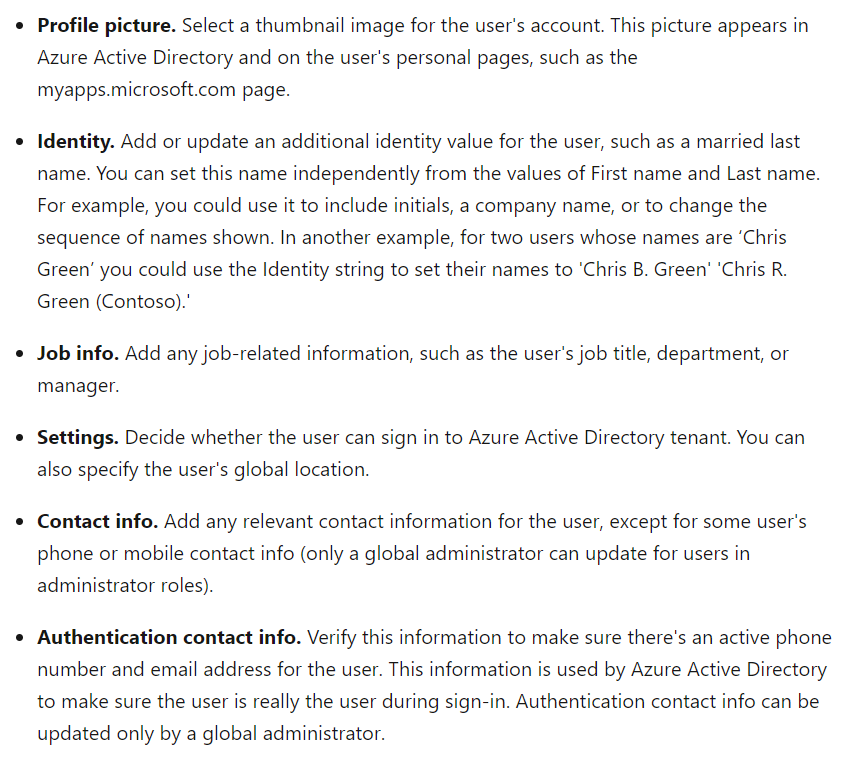 • Profile picture. Select a thumbnail image for the user's account. This picture appears in
Azure Active Directory and on the user's personal pages, such as the
myapps.microsoft.com page.
• Identity. Add or update an additional identity value for the user, such as a married last
name. You can set this name independently from the values of First name and Last name.
For example, you could use it to include initials, a company name, or to change the
sequence of names shown. In another example, for two users whose names are ‘Chris
Green’ you could use the Identity string to set their names to 'Chris B. Green' 'Chris R.
Green (Contoso).'
• Job info. Add any job-related information, such as the user's job title, department, or
manager.
• Settings. Decide whether the user can sign in to Azure Active Directory tenant. You can
also specify the user's global location.
• Contact info. Add any relevant contact information for the user, except for some user's
phone or mobile contact info (only a global administrator can update for users in
administrator roles).
• Authentication contact info. Verify this information to make sure there's an active phone
number and email address for the user. This information is used by Azure Active Directory
to make sure the user is really the user during sign-in. Authentication contact info can be
updated only by a global administrator.